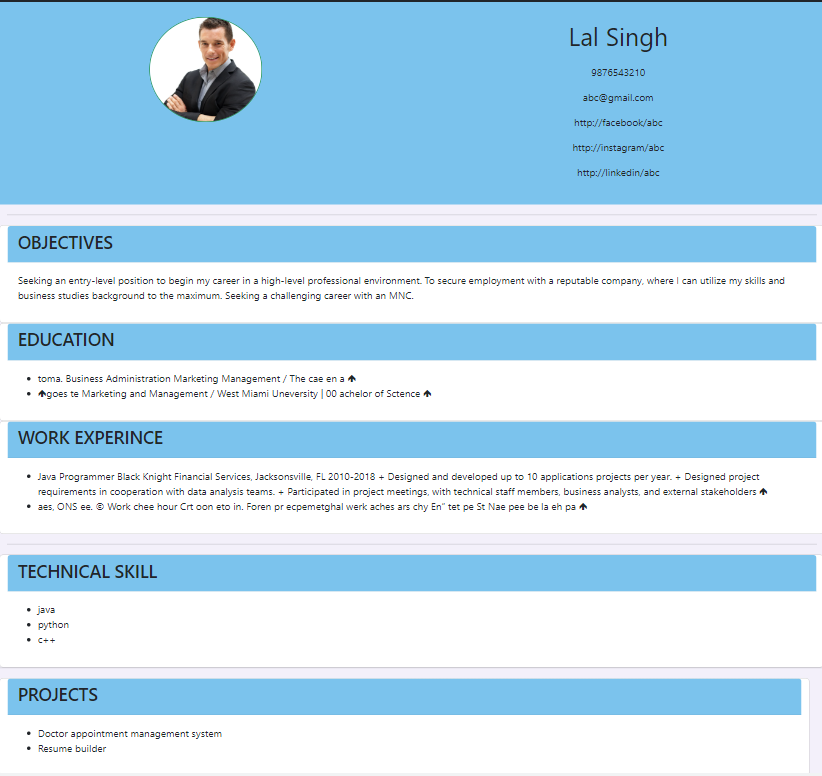 Lal Singh
9876543210
abc@gmail.com
http://facebook/abc
http://instagram/abc
http://linkedin/abc
OBJECTIVES
Seeking an entry-level position to begin my career in a high-level professional environment. To secure employment with a reputable company, where I can utilize my skills and
business studies background to the maximum. Seeking a challenging career with an MNC.
EDUCATION
toma. Business Administration Marketing Management / The cae en a
goes te Marketing and Management / West Miami Uneversity | 00 achelor of Sctence
WORK EXPERINCE
Java Programmer Black Knight Financial Services, Jacksonsville, FL 2010-2018 + Designed and developed up to 10 applications projects per year. + Designed project
requirements in cooperation with data analysis teams. + Participated in project meetings, with technical staff members, business analysts, and external stakeholders
aes, ONS ee. © Work chee hour Crt oon eto in. Foren pr ecpemetghal werk aches ars chy En” tet pe St Nae pee be la eh pa
TECHNICAL SKILL
java
python
c++
PROJECTS
Doctor appointment management system
Resume builder